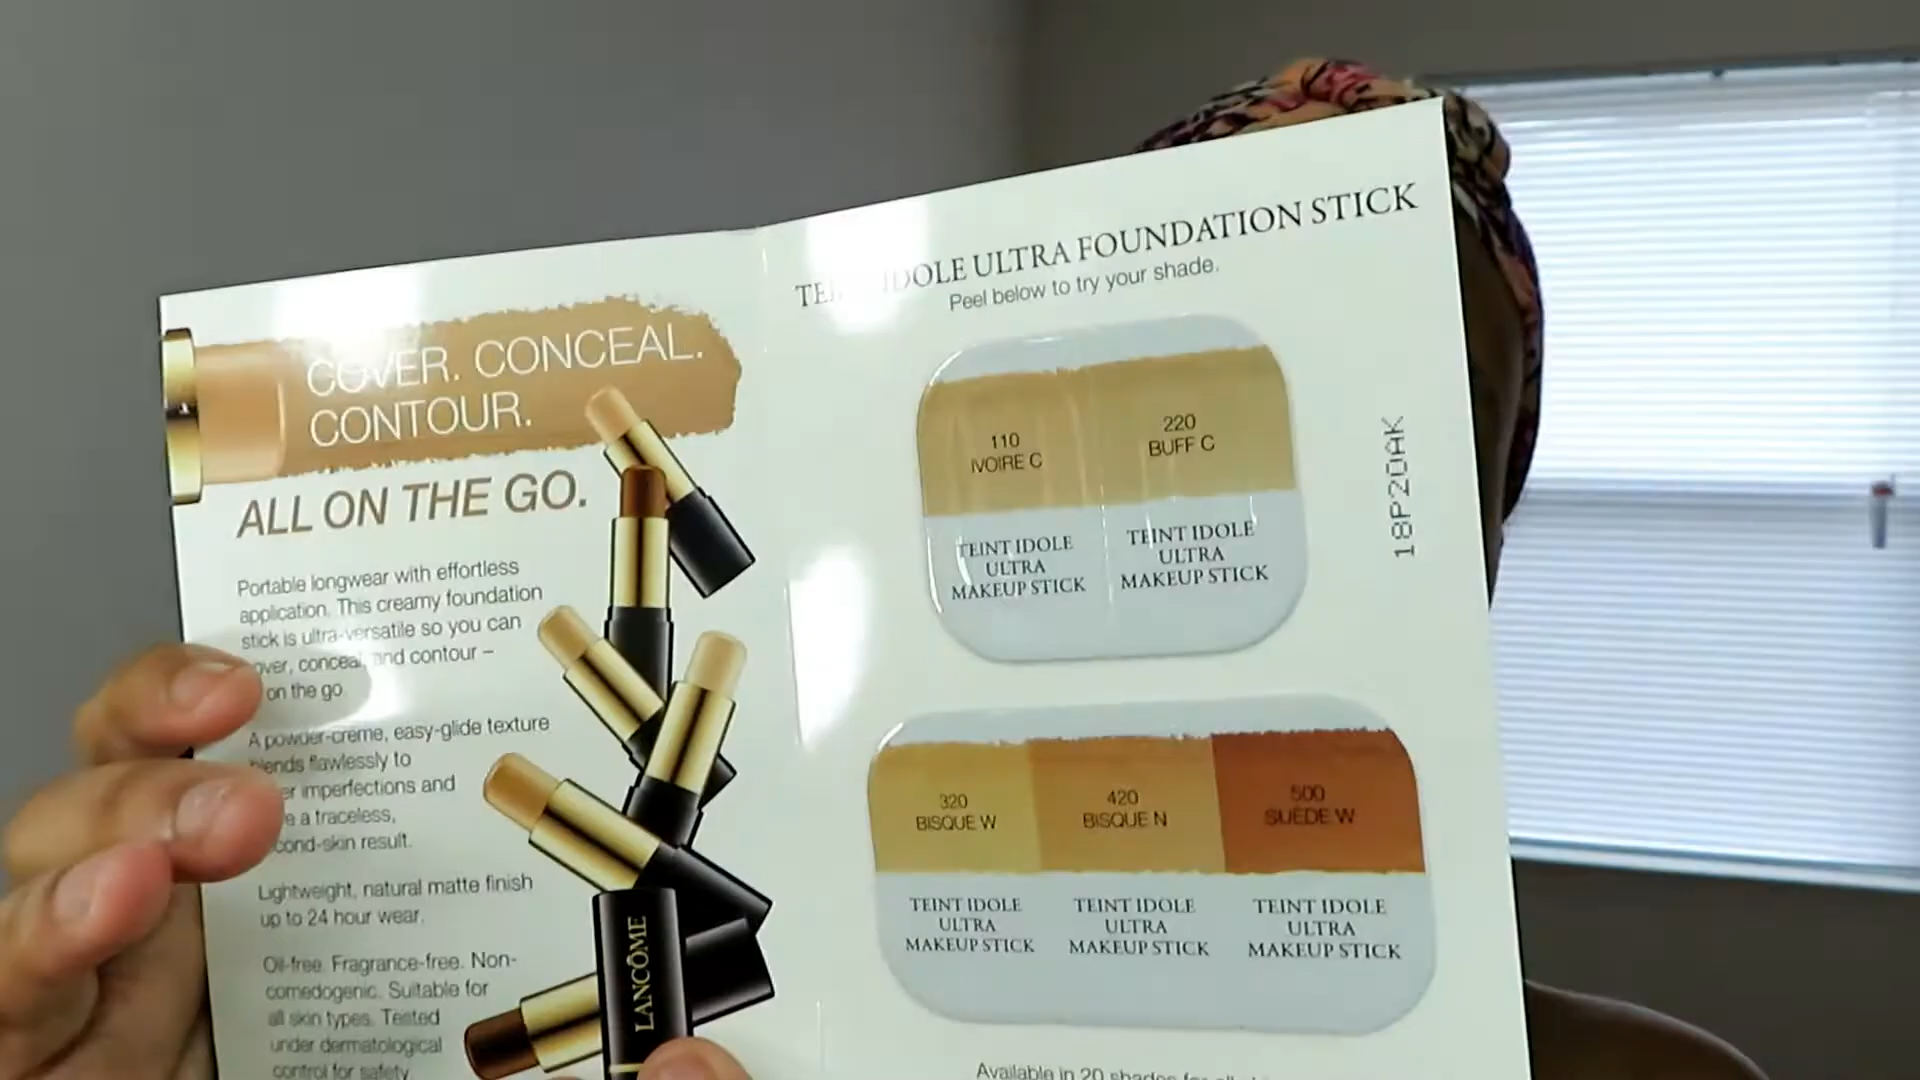 COVER. CONCEAL.
CONTOUR.
ALL ON THE GO.
Portable longwear with effortless
application. This creamy foundation
stick is ultra-versatile so you can
conceal, and contour –
on the go.
A powder-creme, easy-glide texture
blends flawlessly to
imperfections and
a traceless,
result.
Lightweight, natural matte finish
up to 24 hour wear.
Oil-free. Fragrance-free. Non-
comedogenic. Suitable for
all skin types. Tested
under dermatological
control for safety.
LANCÔME
IDOLE ULTRA FOUNDATION STICK
Peel below to try your shade.
110
IVOIRE C
220
BUFF C
TEINT IDOLE
ULTRA
MAKEUP STICK
TEINT IDOLE
ULTRA
MAKEUP STICK
18P20AK
320
BISQUE W
420
BISQUE N
500
SUÈDE W
TEINT IDOLE
ULTRA
MAKEUP STICK
TEINT IDOLE
ULTRA
MAKEUP STICK
TEINT IDOLE
ULTRA
MAKEUP STICK
Available in 20 shades for